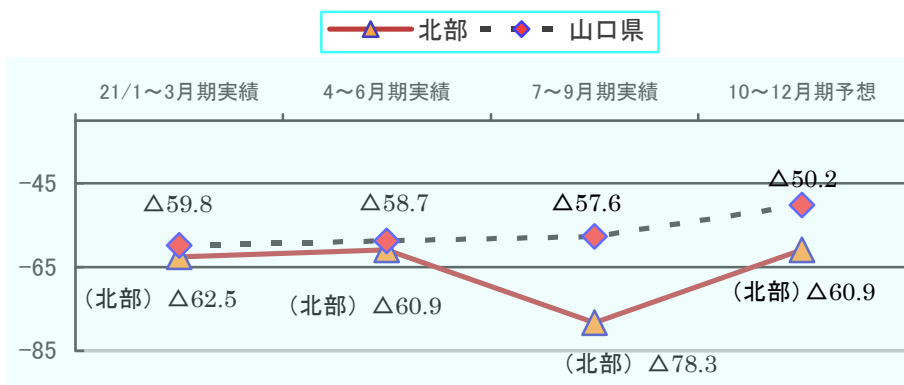 北部 山口県
21/1～3月期実績 4～6月期実績 7～9月期実績 10～12月期予想
-45
△59.8 △58.7 △57.6 △50.2
-65
（北部）△62.5 （北部）△60.9 （北部）△78.3 （北部）△60.9
-85